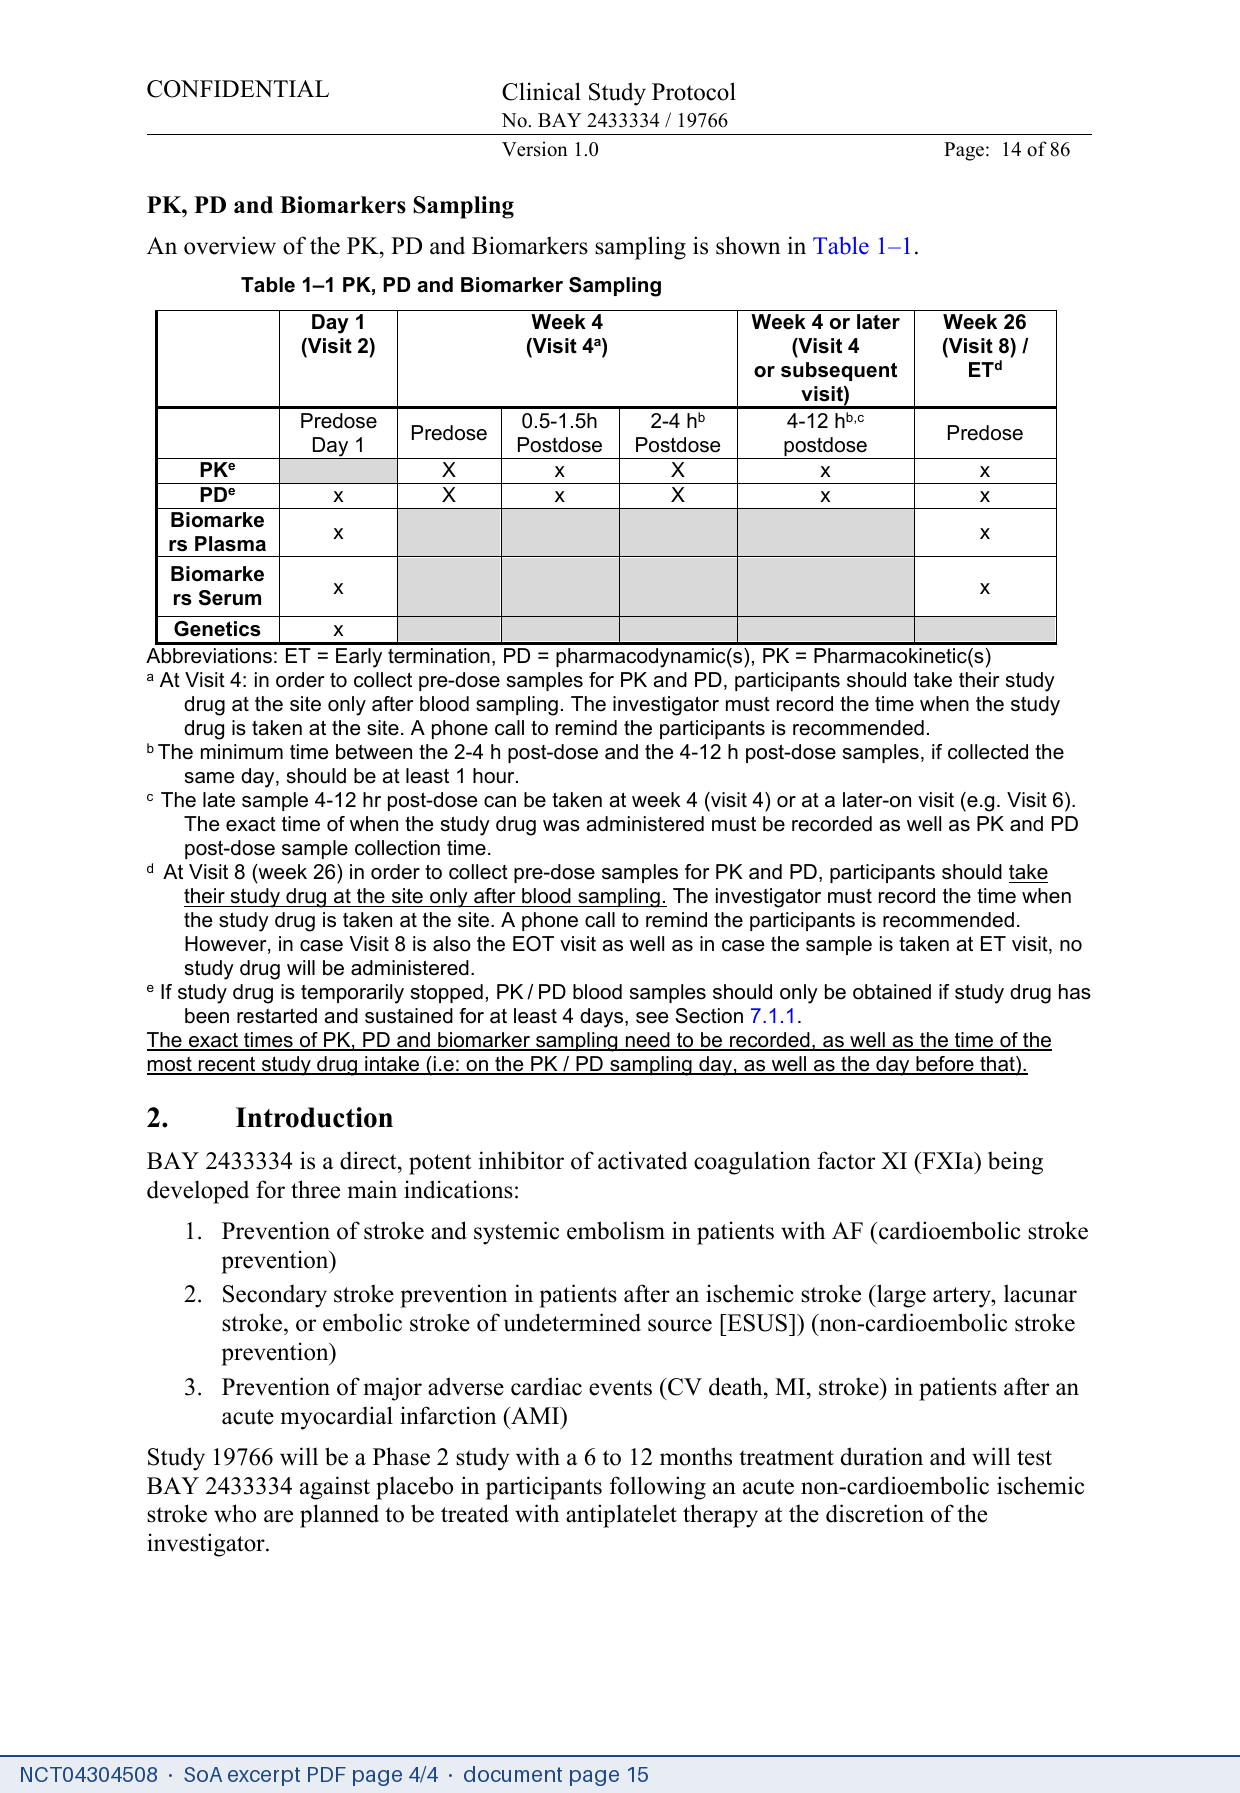 CONFIDENTIAL
Clinical Study Protocol
No. BAY 2433334 / 19766
Version 1.0
Page: 14 of 86
PK, PD and Biomarkers Sampling
An overview of the PK, PD and Biomarkers sampling is shown in Table 1–1.
Table 1–1 PK, PD and Biomarker Sampling
Day 1 (Visit 2) Week 4 (Visit 4a) Week 4 or later (Visit 4 or subsequent visit) Week 26 (Visit 8) / ETd
Predose Day 1 Predose 0.5-1.5h Postdose 2-4 hb Postdose 4-12 hb,c postdose Predose
PKe X x X x x
PDe x X x X x x
Biomarke
rs Plasma x x
Biomarke
rs Serum x x
Genetics x
Abbreviations: ET = Early termination, PD = pharmacodynamic(s), PK = Pharmacokinetic(s)
a At Visit 4: in order to collect pre-dose samples for PK and PD, participants should take their study
drug at the site only after blood sampling. The investigator must record the time when the study
drug is taken at the site. A phone call to remind the participants is recommended.
b The minimum time between the 2-4 h post-dose and the 4-12 h post-dose samples, if collected the
same day, should be at least 1 hour.
c The late sample 4-12 hr post-dose can be taken at week 4 (visit 4) or at a later-on visit (e.g. Visit 6).
The exact time of when the study drug was administered must be recorded as well as PK and PD
post-dose sample collection time.
d At Visit 8 (week 26) in order to collect pre-dose samples for PK and PD, participants should take
their study drug at the site only after blood sampling. The investigator must record the time when
the study drug is taken at the site. A phone call to remind the participants is recommended.
However, in case Visit 8 is also the EOT visit as well as in case the sample is taken at ET visit, no
study drug will be administered.
e If study drug is temporarily stopped, PK / PD blood samples should only be obtained if study drug has
been restarted and sustained for at least 4 days, see Section 7.1.1.
The exact times of PK, PD and biomarker sampling need to be recorded, as well as the time of the
most recent study drug intake (i.e: on the PK / PD sampling day, as well as the day before that).
2. Introduction
BAY 2433334 is a direct, potent inhibitor of activated coagulation factor XI (FXIa) being
developed for three main indications:
1. Prevention of stroke and systemic embolism in patients with AF (cardioembolic stroke
prevention)
2. Secondary stroke prevention in patients after an ischemic stroke (large artery, lacunar
stroke, or embolic stroke of undetermined source [ESUS]) (non-cardioembolic stroke
prevention)
3. Prevention of major adverse cardiac events (CV death, MI, stroke) in patients after an
acute myocardial infarction (AMI)
Study 19766 will be a Phase 2 study with a 6 to 12 months treatment duration and will test
BAY 2433334 against placebo in participants following an acute non-cardioembolic ischemic
stroke who are planned to be treated with antiplatelet therapy at the discretion of the
investigator.
NCT04304508 · SoA excerpt PDF page 4/4 · document page 15